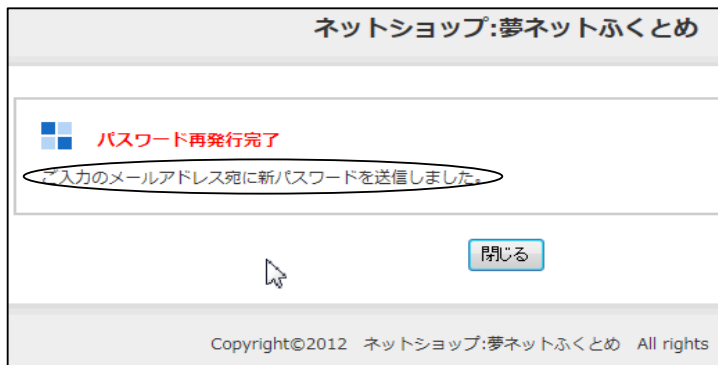 ネットショップ:夢ネットふくとめ
パスワード再発行完了
ご入力のメールアドレス宛に新パスワードを送信しました。
閉じる
Copyright©2012　ネットショップ:夢ネットふくとめ　All rights